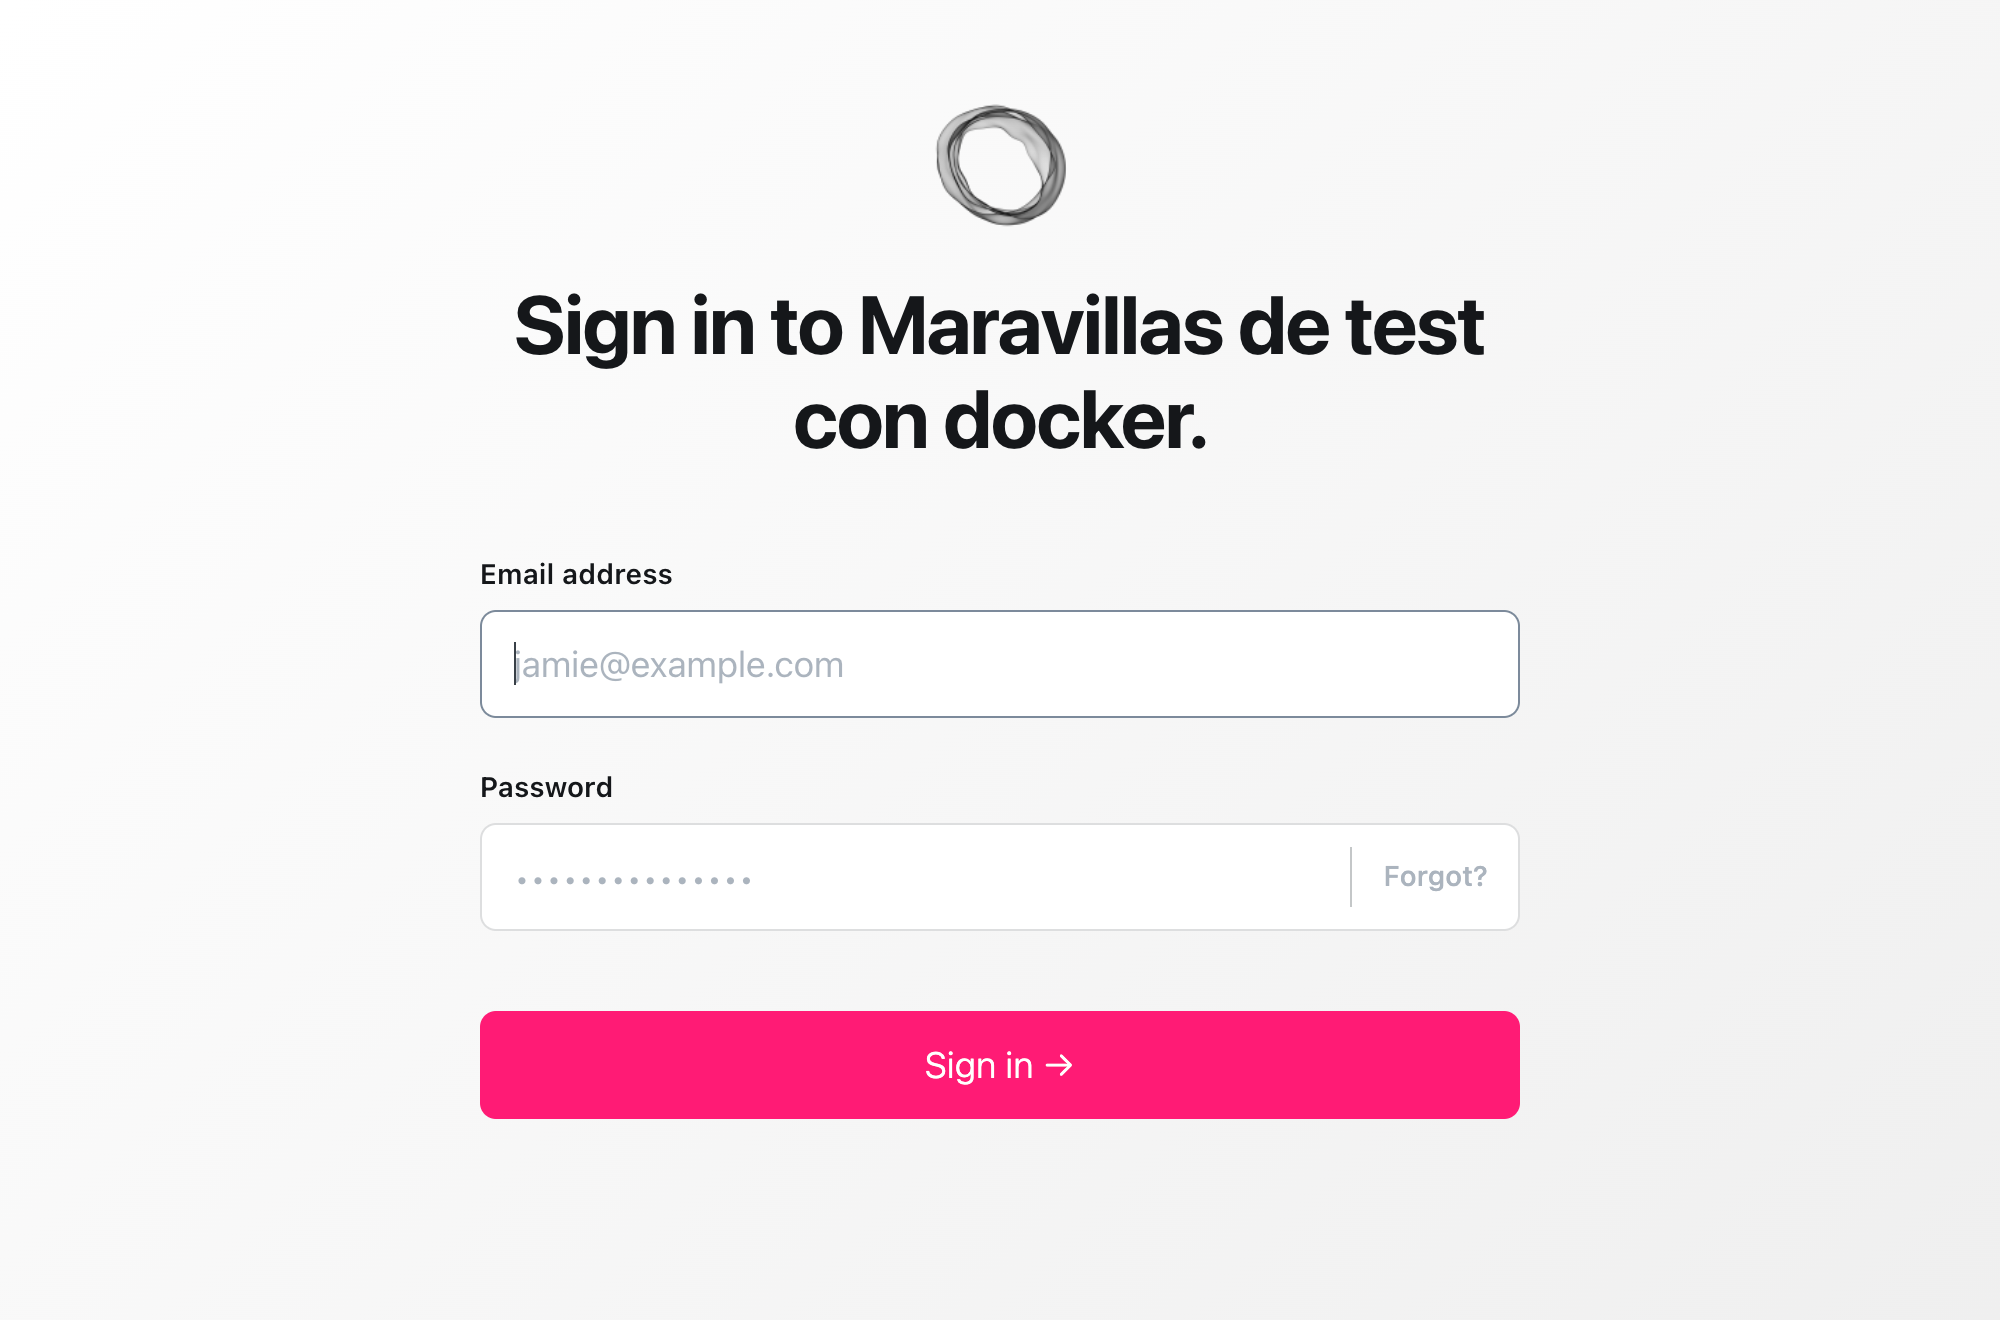 Sign in to Maravillas de test
con docker.
Email address
jamie@example.com
Password
•••••••••••••••
Forgot?
Sign in →